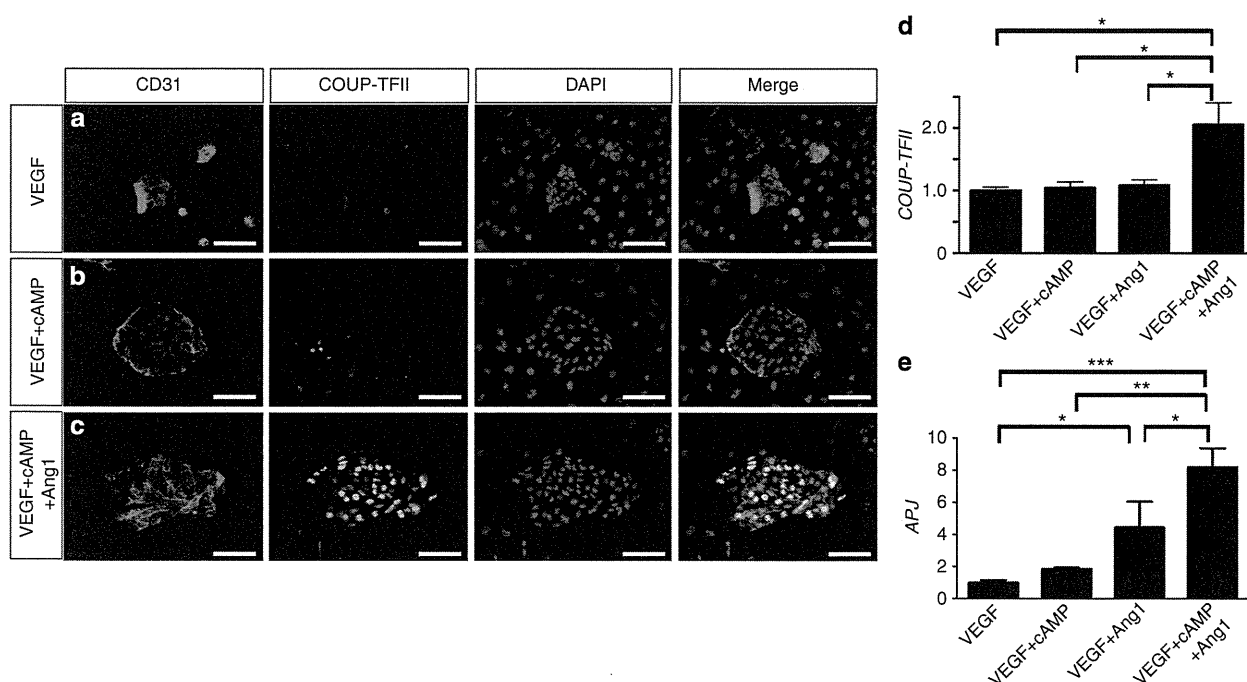 CD31
COUP-TFII
DAPI
Merge
VEGF
a
VEGF+cAMP
b
VEGF+cAMP
+Ang1
c
d
*
*
*
COUP-TFII
2.0
1.0
0
VEGF
VEGF+cAMP
VEGF+Ang1
VEGF+cAMP
+Ang1
e
***
**
*
*
APJ
10
8
6
4
2
0
VEGF
VEGF+cAMP
VEGF+Ang1
VEGF+cAMP
+Ang1